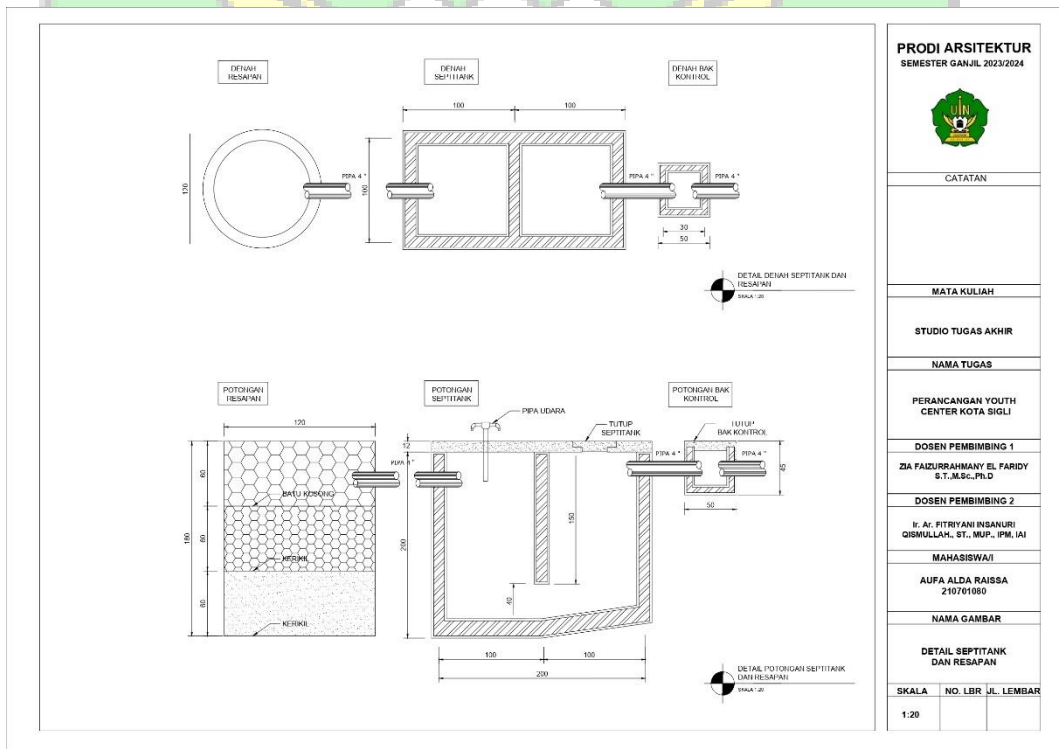 DENAH
RESAPAN
DENAH
SEPTITANK
DENAH BAK
KONTROL
100
100
120
PIPA 4 "
100
PIPA 4 "
PIPA 4 "
30
50
DETAIL DENAH SEPTITANK DAN
RESAPAN
SKALA 1:20
POTONGAN
RESAPAN
POTONGAN
SEPTITANK
POTONGAN BAK
KONTROL
120
PIPA UDARA
TUTUP
SEPTITANK
TUTUP
BAK KONTROL
PIPA 4 "
PIPA 4 "
PIPA 4 "
60
60
60
180
BATU KOSONG
KERIKIL
KERIKIL
200
150
40
45
50
100
100
200
DETAIL POTONGAN SEPTITANK
DAN RESAPAN
SKALA 1:20
PRODI ARSITEKTUR
SEMESTER GANJIL 2023/2024
UIN
CATATAN
MATA KULIAH
STUDIO TUGAS AKHIR
NAMA TUGAS
PERANCANGAN YOUTH
CENTER KOTA SIGLI
DOSEN PEMBIMBING 1
ZIA FAIZURRAHMANY EL FARIDY
S.T.,M.Sc.,Ph.D
DOSEN PEMBIMBING 2
Ir. Ar. FITRIYANI INSANURI
QISMULLAH., ST., MUP., IPM, IAI
MAHASISWA/I
AUFA ALDA RAISSA
210701080
NAMA GAMBAR
DETAIL SEPTITANK
DAN RESAPAN
SKALA
NO. LBR
JL. LEMBAR
1:20